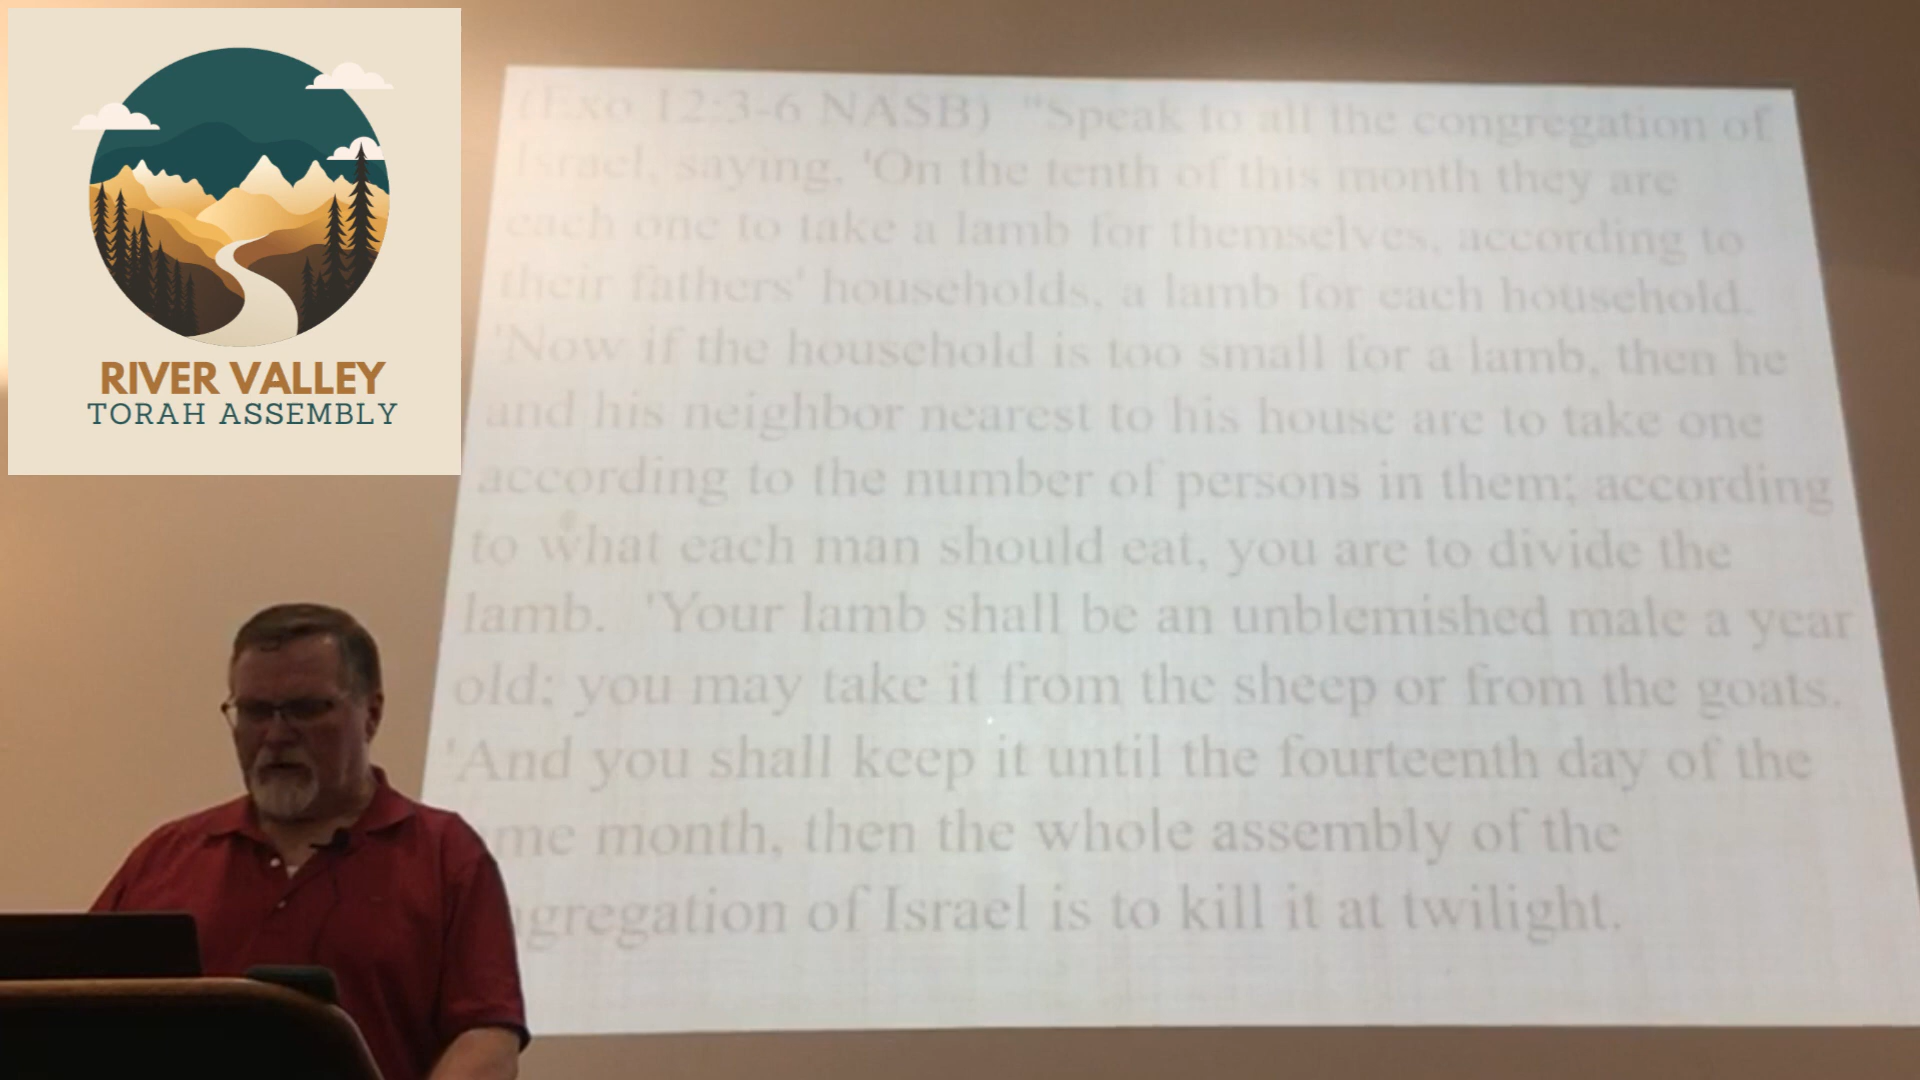 RIVER VALLEY
TORAH ASSEMBLY
(Exo 12:3-6 NASB) "Speak to all the congregation of
Israel, saying, 'On the tenth of this month they are
each one to take a lamb for themselves, according to
their fathers' households, a lamb for each household.
'Now if the household is too small for a lamb, then he
and his neighbor nearest to his house are to take one
according to the number of persons in them; according
to what each man should eat, you are to divide the
lamb. 'Your lamb shall be an unblemished male a year
old; you may take it from the sheep or from the goats.
'And you shall keep it until the fourteenth day of the
me month, then the whole assembly of the
gregation of Israel is to kill it at twilight.